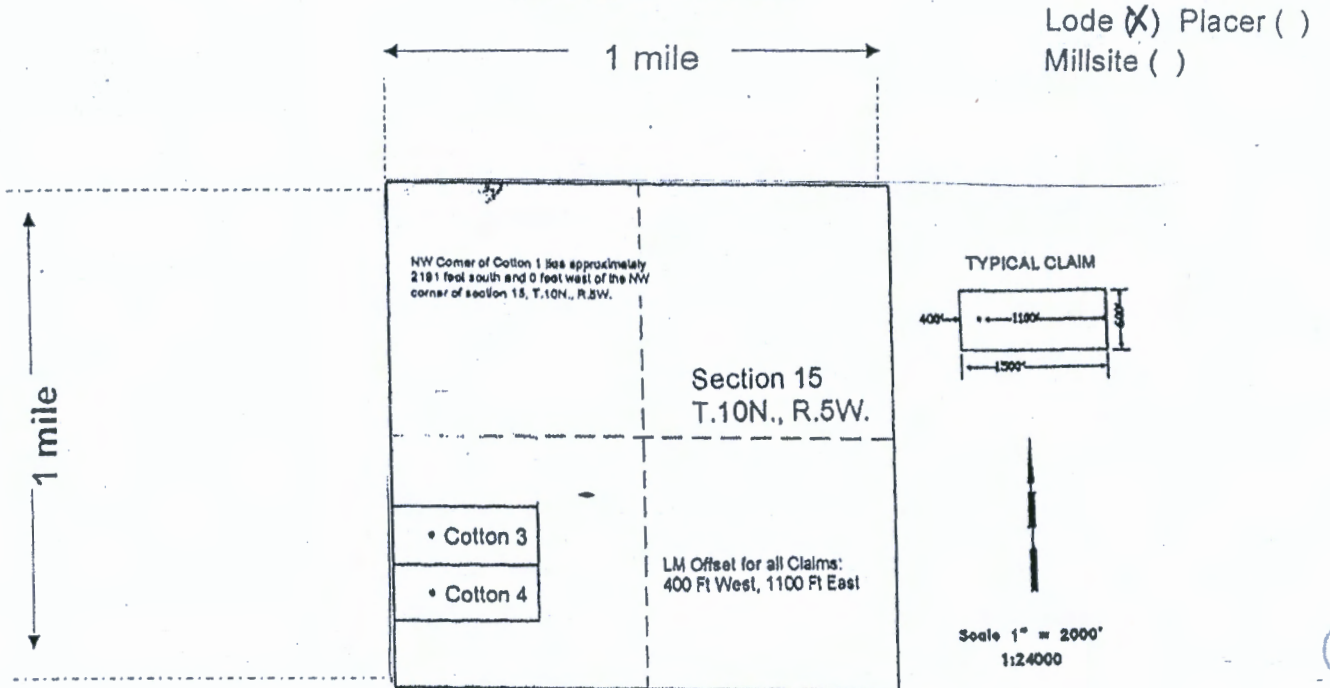 Lode (X) Placer ( )
Millsite ( )
1 mile
NW Corner of Cotton 1 lies approximately
2191 feet south and 0 feet west of the NW
corner of section 15, T.10N., R.5W.
TYPICAL CLAIM
400'
1100'
600'
1500'
1 mile
Section 15
T.10N., R.5W.
• Cotton 3
• Cotton 4
LM Offset for all Claims:
400 Ft West, 1100 Ft East
Scale 1" = 2000'
1:24000